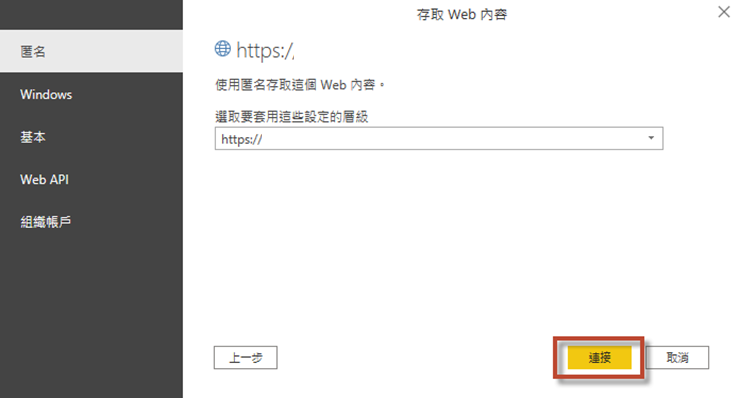 存取 Web 內容
匿名
Windows
基本
Web API
組織帳戶
https:/
使用匿名存取這個 Web 內容。
選取要套用這些設定的層級
https://
上一步
連接
取消